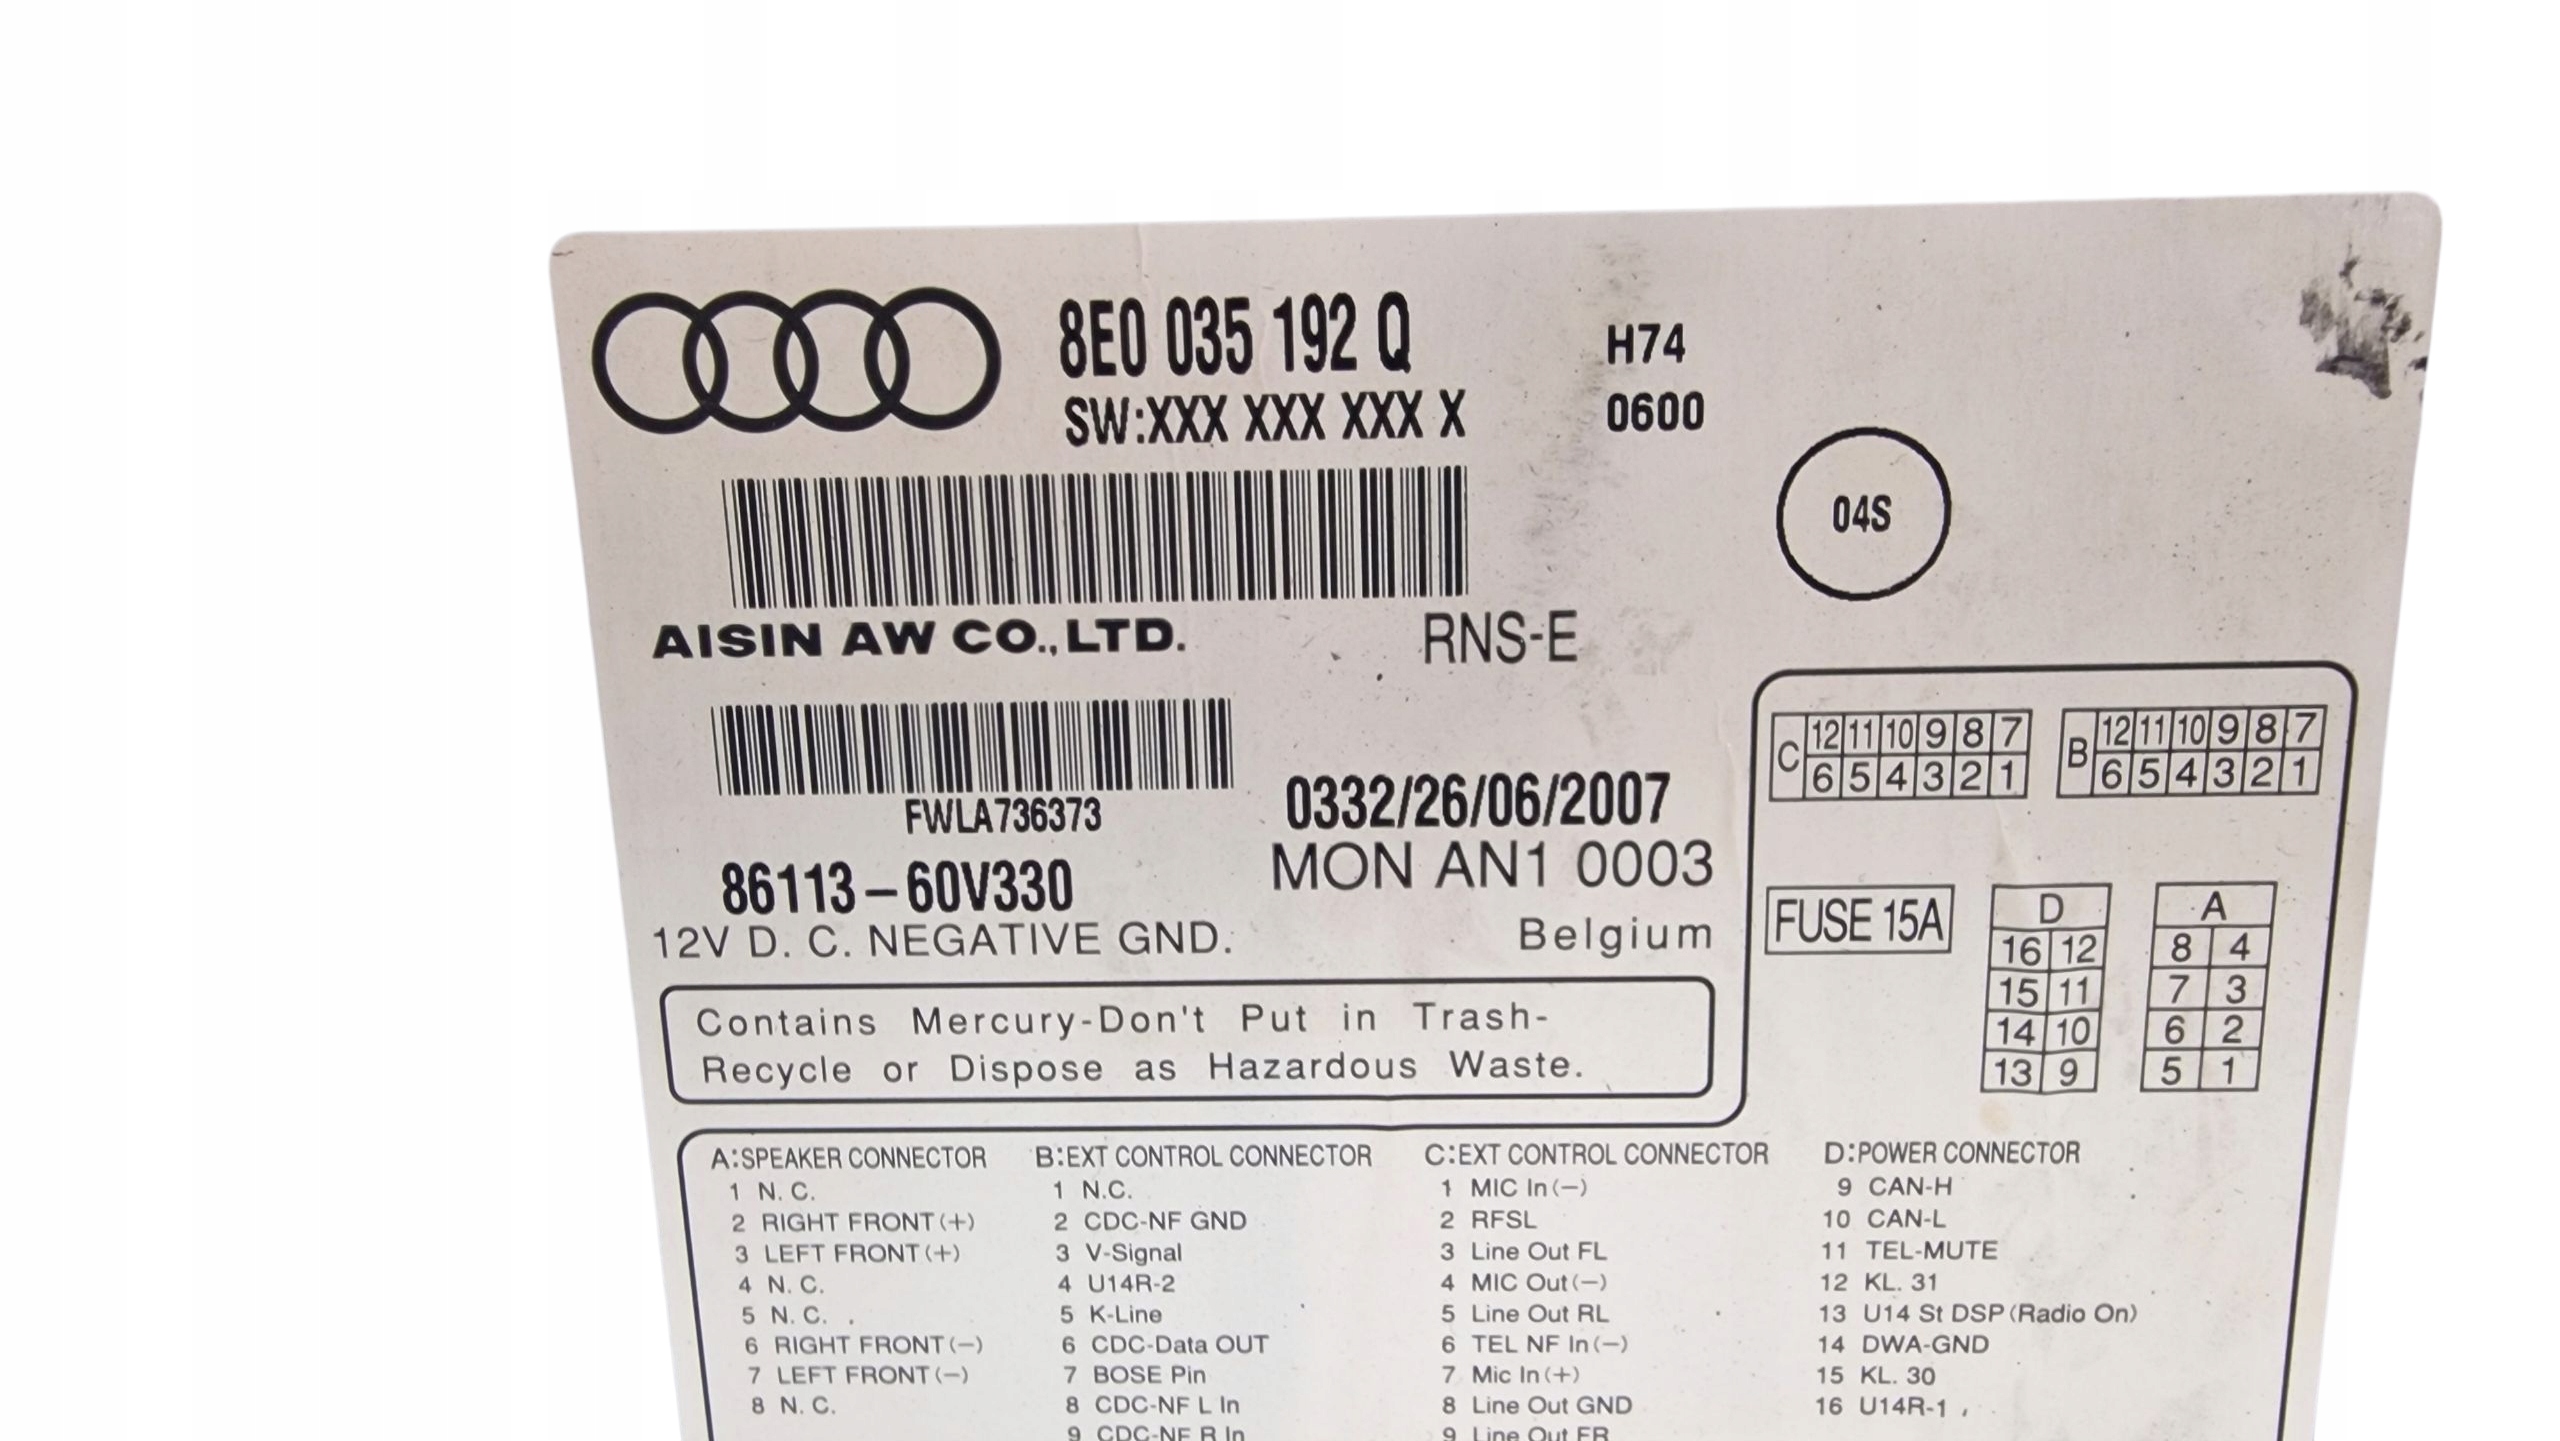 8E0 035 192 Q
SW:XXX XXX XXX X
H74
0600
04S
AISIN AW CO.,LTD.
RNS-E
FWLA736373
0332/26/06/2007
86113-60V330
MON AN1 0003
12V D. C. NEGATIVE GND.
Belgium
Contains Mercury-Don't Put in Trash-
Recycle or Dispose as Hazardous Waste.
C 12 11 10 9 8 7
6 5 4 3 2 1
B 12 11 10 9 8 7
6 5 4 3 2 1
FUSE 15A
D
16 12
15 11
14 10
13 9
A
8 4
7 3
6 2
5 1
A:SPEAKER CONNECTOR
1 N. C.
2 RIGHT FRONT(+)
3 LEFT FRONT(+)
4 N. C.
5 N. C.
6 RIGHT FRONT(−)
7 LEFT FRONT(−)
8 N. C.
B:EXT CONTROL CONNECTOR
1 N.C.
2 CDC-NF GND
3 V-Signal
4 U14R-2
5 K-Line
6 CDC-Data OUT
7 BOSE Pin
8 CDC-NF L In
9 CDC-NF R In
C:EXT CONTROL CONNECTOR
1 MIC In(−)
2 RFSL
3 Line Out FL
4 MIC Out(−)
5 Line Out RL
6 TEL NF In(−)
7 Mic In(+)
8 Line Out GND
9 Line Out FR
D:POWER CONNECTOR
9 CAN-H
10 CAN-L
11 TEL-MUTE
12 KL. 31
13 U14 St DSP(Radio On)
14 DWA-GND
15 KL. 30
16 U14R-1